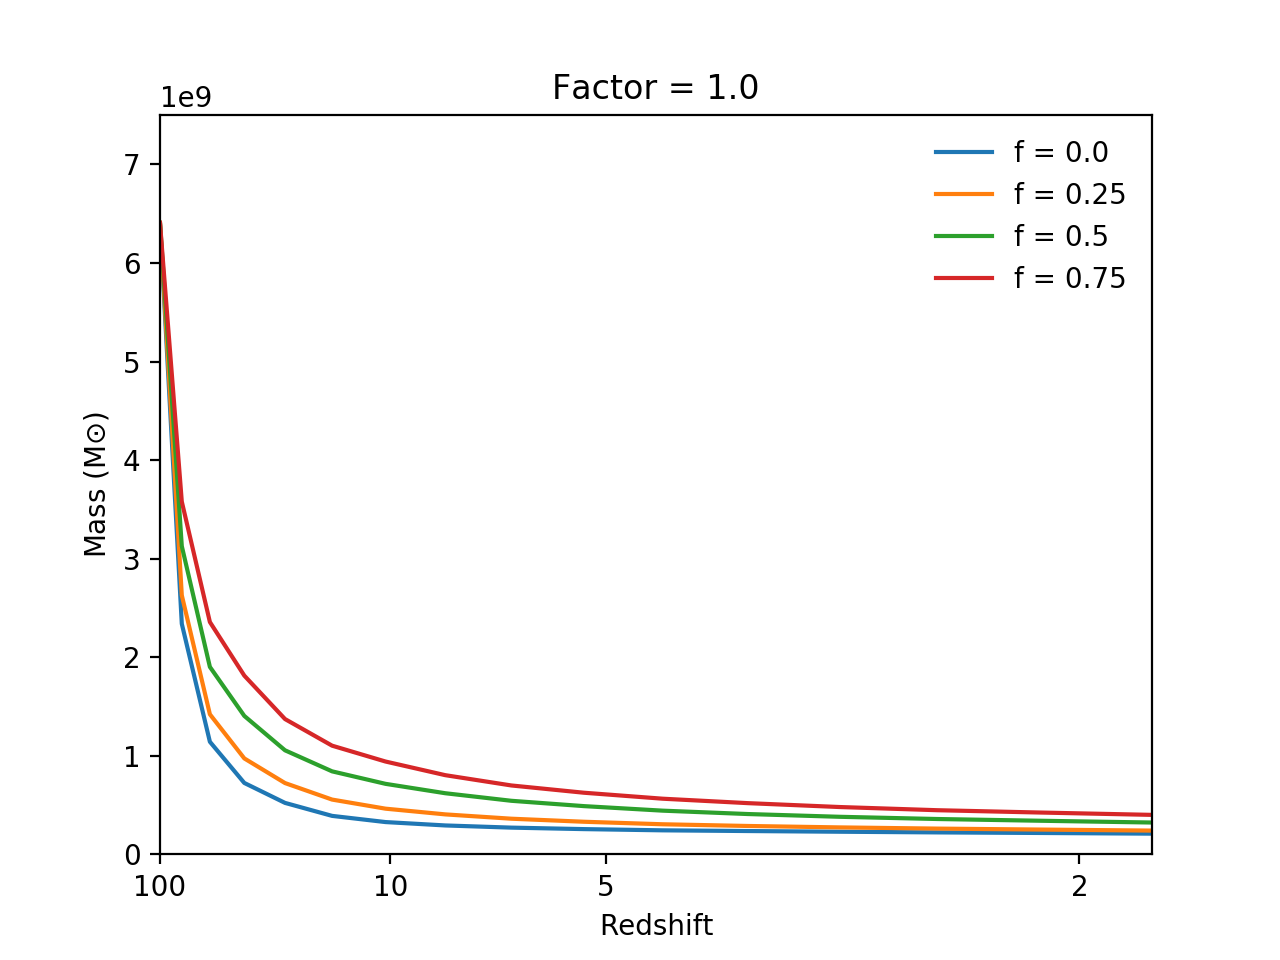 Factor = 1.0
1e9
f = 0.0
f = 0.25
f = 0.5
f = 0.75
7
6
5
4
3
2
1
0
Mass (M⊙)
100 10 5 2
Redshift